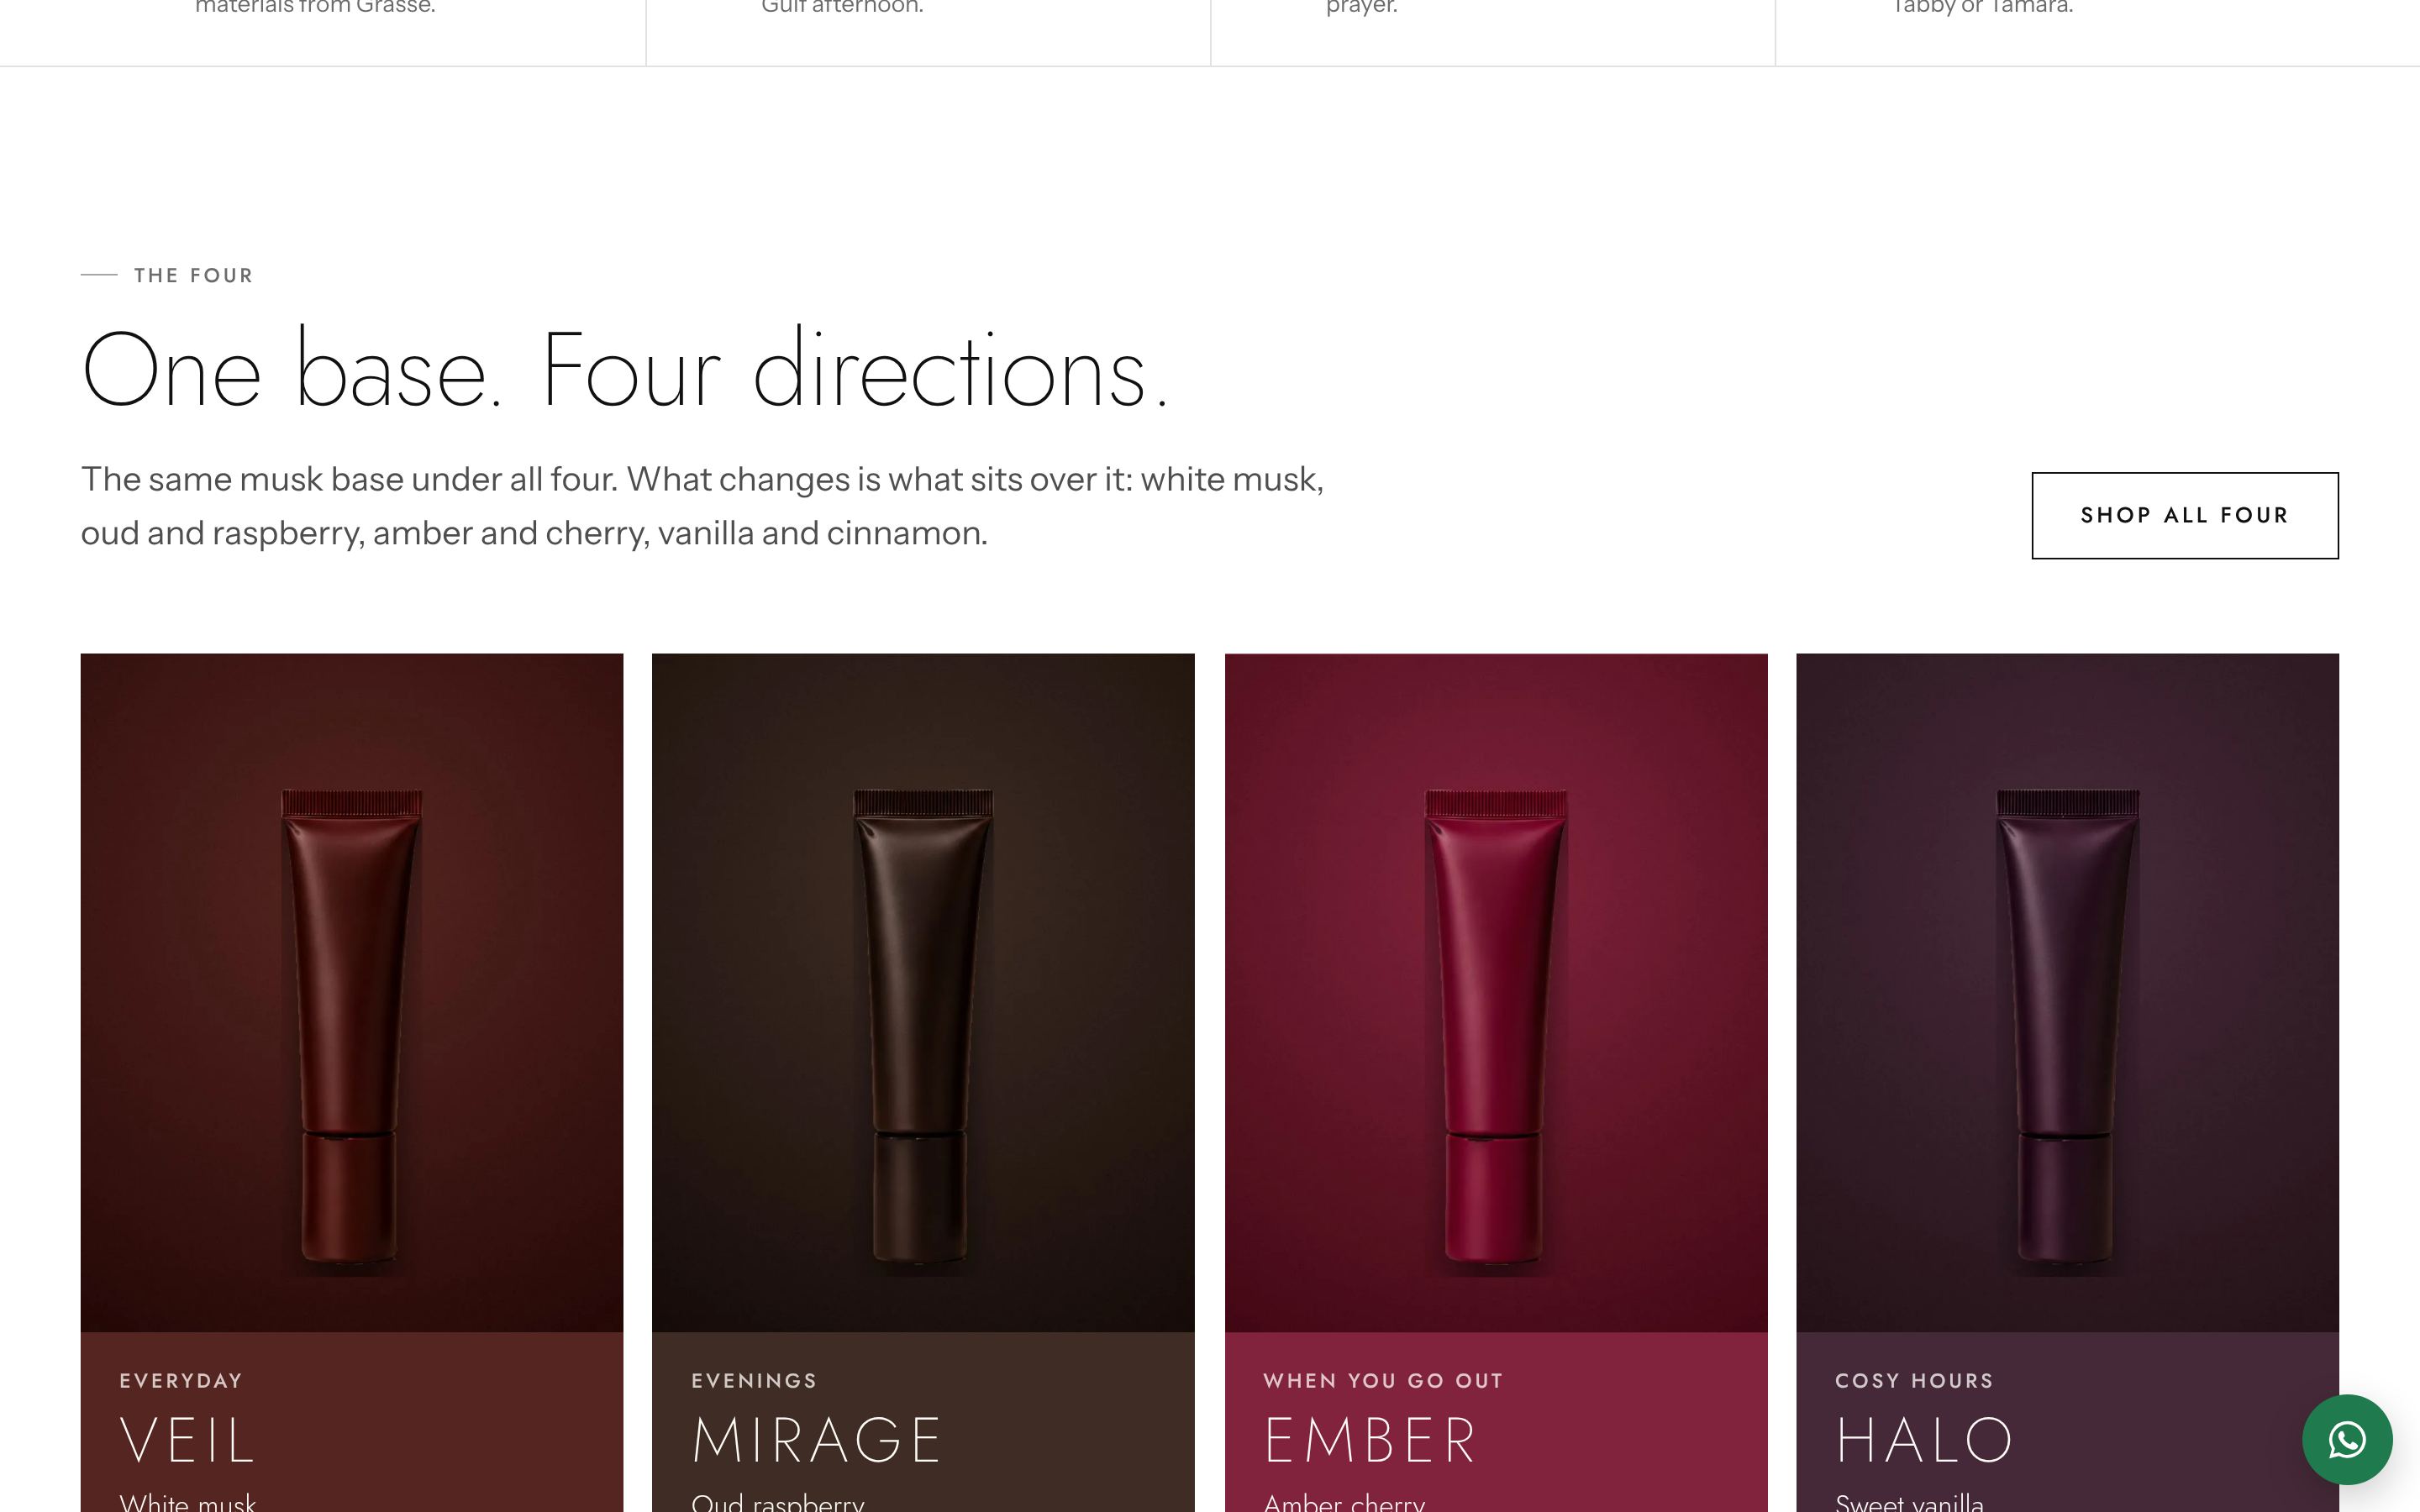 materials from Grasse.
Gulf afternoon.
prayer.
Tabby or Tamara.
THE FOUR
One base. Four directions.
The same musk base under all four. What changes is what sits over it: white musk,
oud and raspberry, amber and cherry, vanilla and cinnamon.
SHOP ALL FOUR
EVERYDAY
VEIL
White musk
EVENINGS
MIRAGE
Oud raspberry
WHEN YOU GO OUT
EMBER
Amber cherry
COSY HOURS
HALO
Sweet vanilla